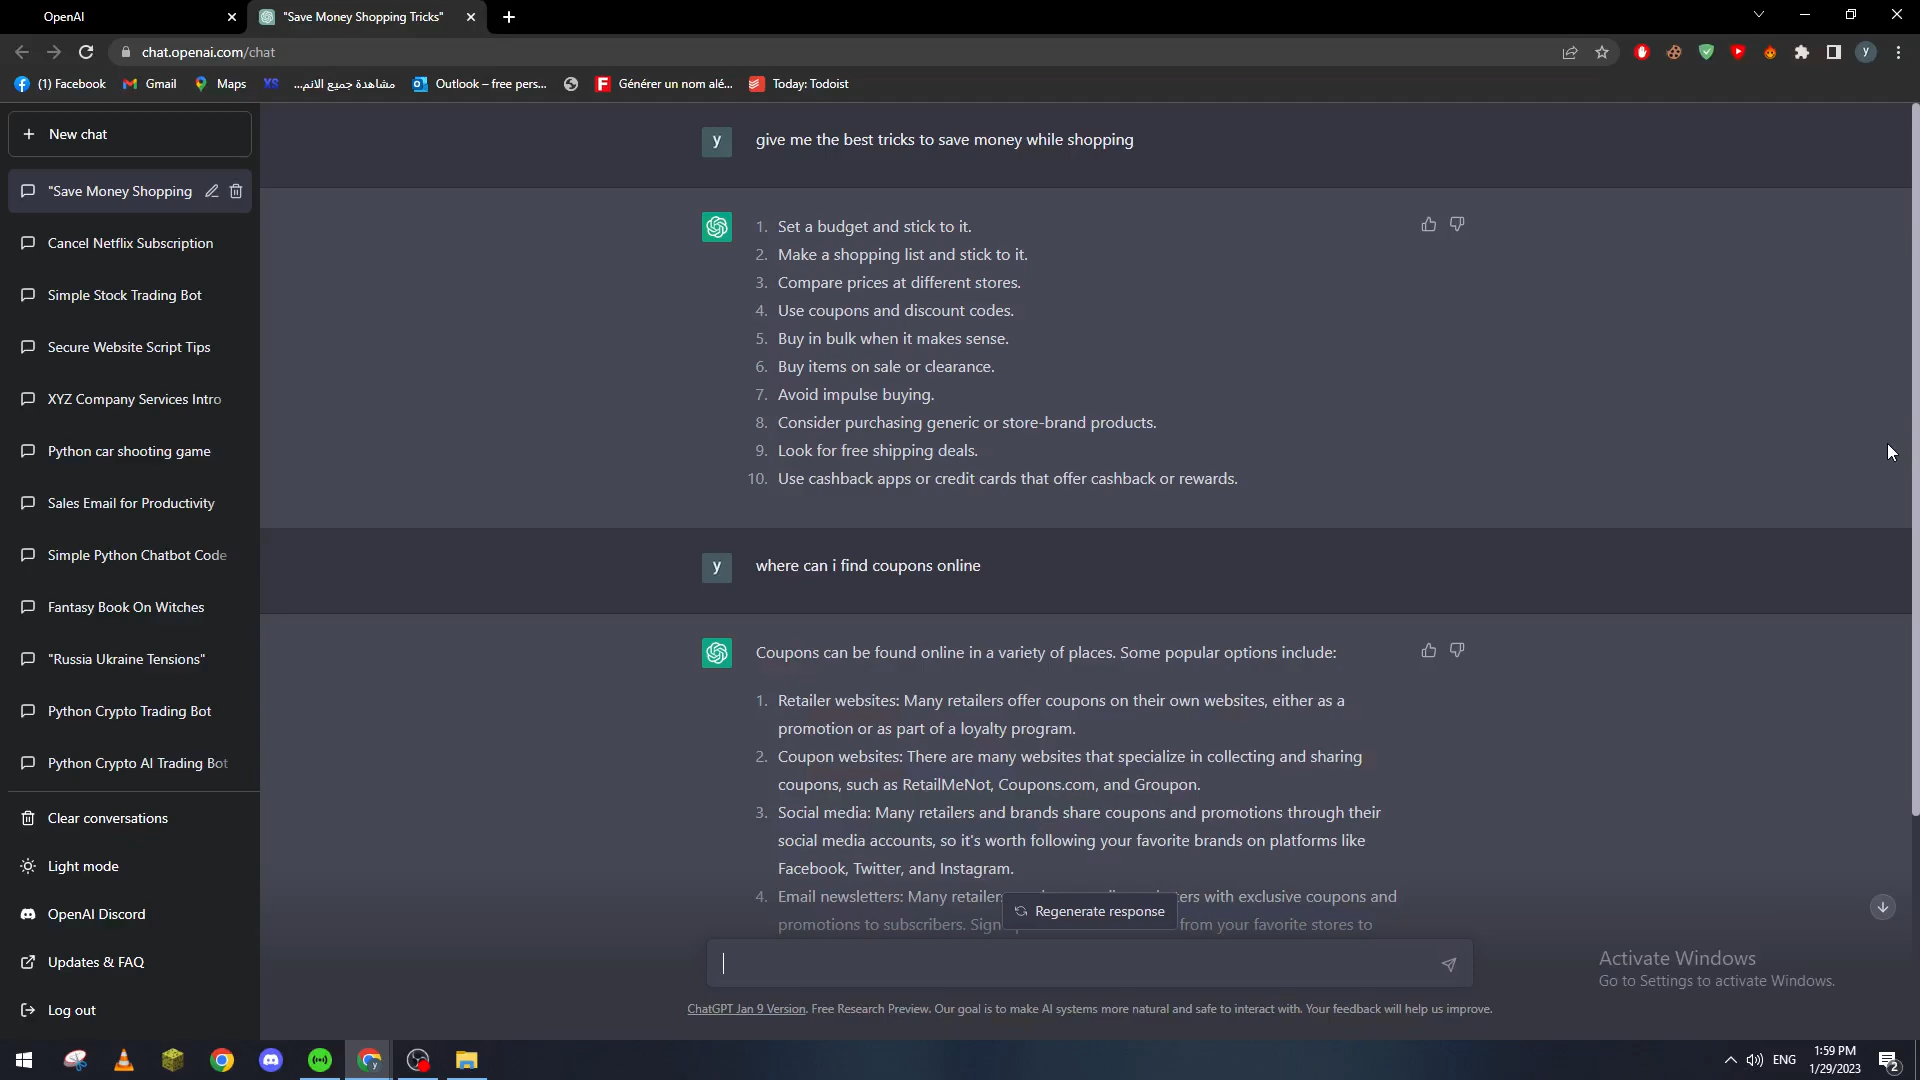 OpenAI
"Save Money Shopping Tricks"
chat.openai.com/chat
(1) Facebook
Gmail
Maps
XS
مشاهدة جميع الانم...
Outlook – free pers...
Générer un nom alé...
Today: Todoist
New chat
"Save Money Shopping
Cancel Netflix Subscription
Simple Stock Trading Bot
Secure Website Script Tips
XYZ Company Services Intro
Python car shooting game
Sales Email for Productivity
Simple Python Chatbot Code
Fantasy Book On Witches
"Russia Ukraine Tensions"
Python Crypto Trading Bot
Python Crypto AI Trading Bot
Clear conversations
Light mode
OpenAI Discord
Updates & FAQ
Log out
y
give me the best tricks to save money while shopping
1. Set a budget and stick to it.
2. Make a shopping list and stick to it.
3. Compare prices at different stores.
4. Use coupons and discount codes.
5. Buy in bulk when it makes sense.
6. Buy items on sale or clearance.
7. Avoid impulse buying.
8. Consider purchasing generic or store-brand products.
9. Look for free shipping deals.
10. Use cashback apps or credit cards that offer cashback or rewards.
y
where can i find coupons online
Coupons can be found online in a variety of places. Some popular options include:
1. Retailer websites: Many retailers offer coupons on their own websites, either as a
promotion or as part of a loyalty program.
2. Coupon websites: There are many websites that specialize in collecting and sharing
coupons, such as RetailMeNot, Coupons.com, and Groupon.
3. Social media: Many retailers and brands share coupons and promotions through their
social media accounts, so it's worth following your favorite brands on platforms like
Facebook, Twitter, and Instagram.
4. Email newsletters: Many retailers with exclusive coupons and
promotions to subscribers. Sign from your favorite stores to
Regenerate response
Activate Windows
Go to Settings to activate Windows.
ChatGPT Jan 9 Version. Free Research Preview. Our goal is to make AI systems more natural and safe to interact with. Your feedback will help us improve.
ENG
1:59 PM
1/29/2023
2